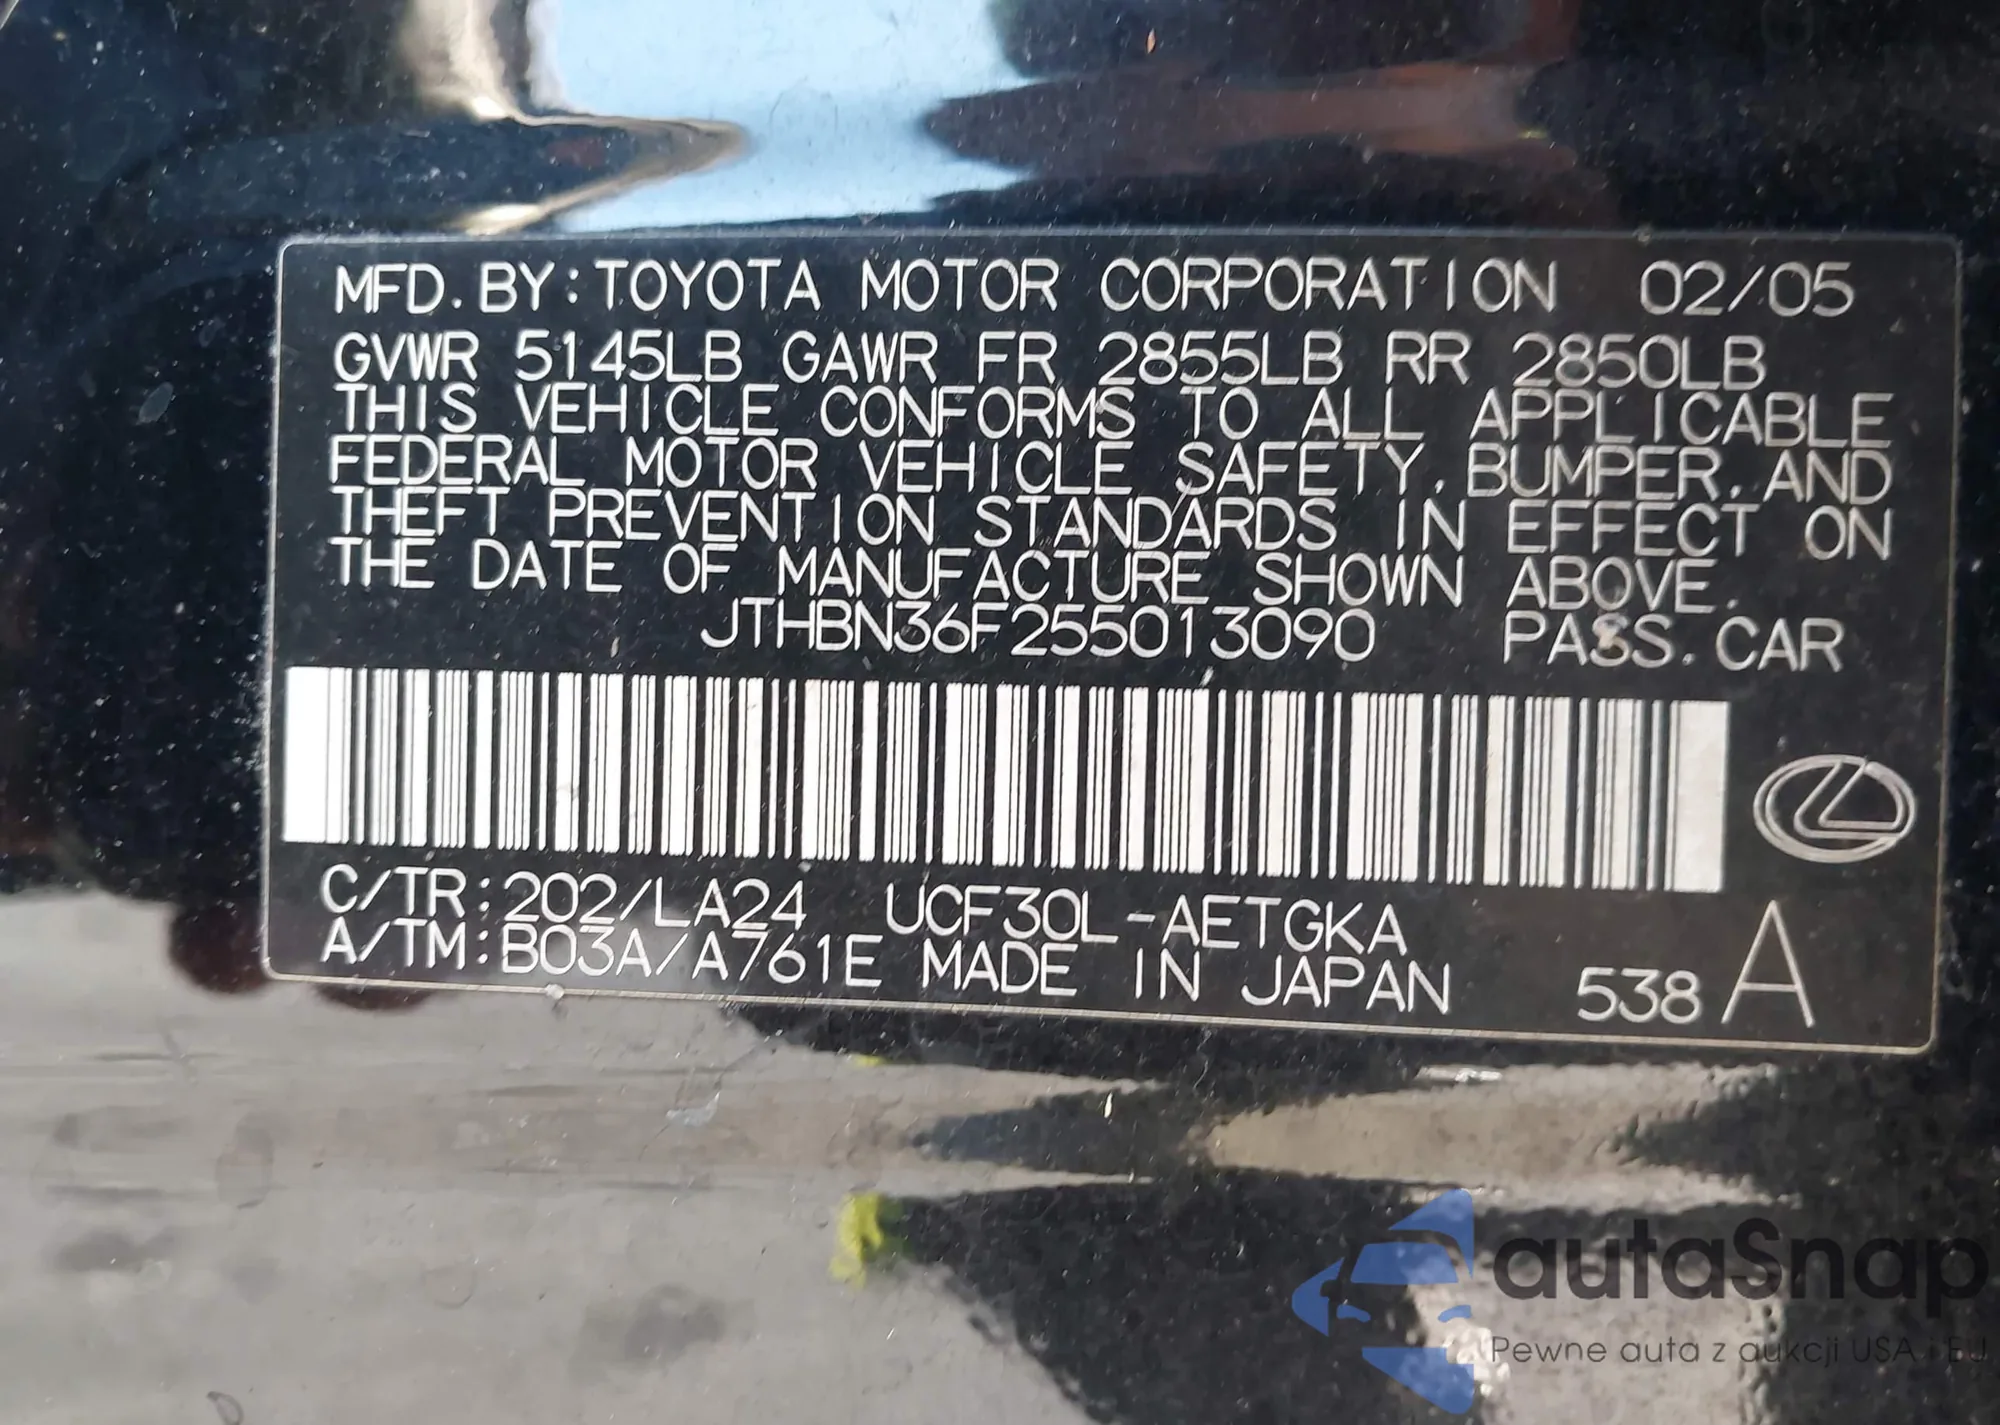 MFD. BY: TOYOTA MOTOR CORPORATION 02/05
GVWR 5145LB GAWR FR 2855LB RR 2850LB
THIS VEHICLE CONFORMS TO ALL APPLICABLE
FEDERAL MOTOR VEHICLE SAFETY, BUMPER, AND
THEFT PREVENTION STANDARDS IN EFFECT ON
THE DATE OF MANUFACTURE SHOWN ABOVE.
JTHBN36F255013090 PASS. CAR
C/TR: 202/LA24 UCF30L-AETGKA
A/TM: B03A/A761E MADE IN JAPAN 538 A
autaSnap
Pewne auta z aukcji USA i EU